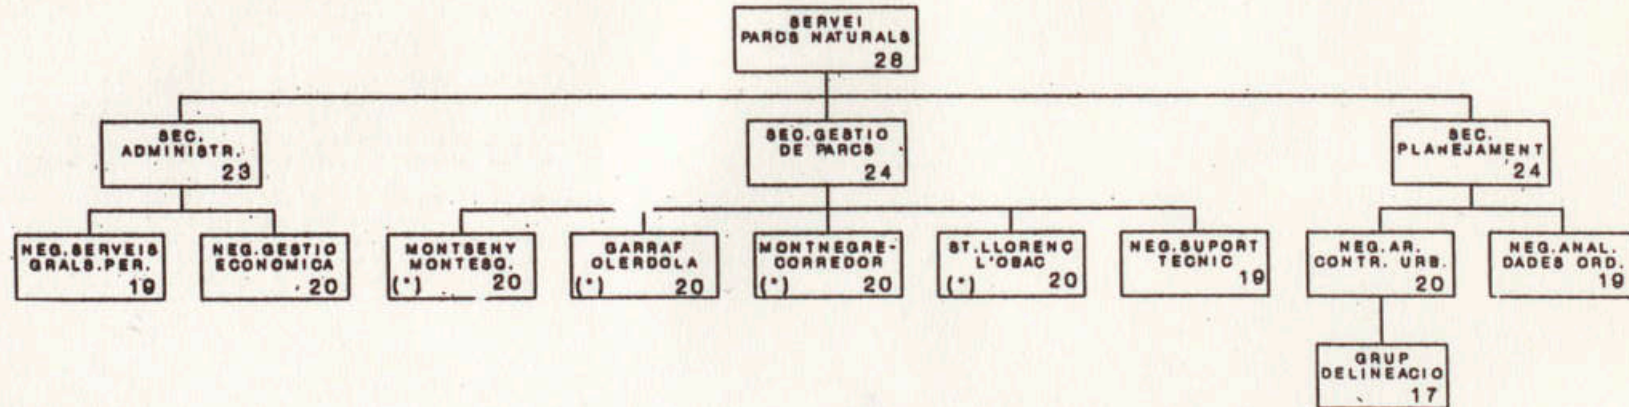 SERVEI
PARCS NATURALS
28
SEC.
ADMINISTR.
23
SEC.GESTIO
DE PARCS
24
SEC.
PLANEJAMENT
24
NEG.SERVEIS
GRALS.PER.
19
NEG.GESTIO
ECONOMICA
20
MONTSENY
MONTESQ.
(*) 20
GARRAF
OLERDOLA
(*) 20
MONTNEGRE-
CORREDOR
(*) 20
ST.LLORENÇ
L'OBAC
(*) 20
NEG.SUPORT
TECNIC
19
NEG.AR.
CONTR. URB.
20
NEG.ANAL.
DADES ORD.
19
GRUP
DELINEACIO
17